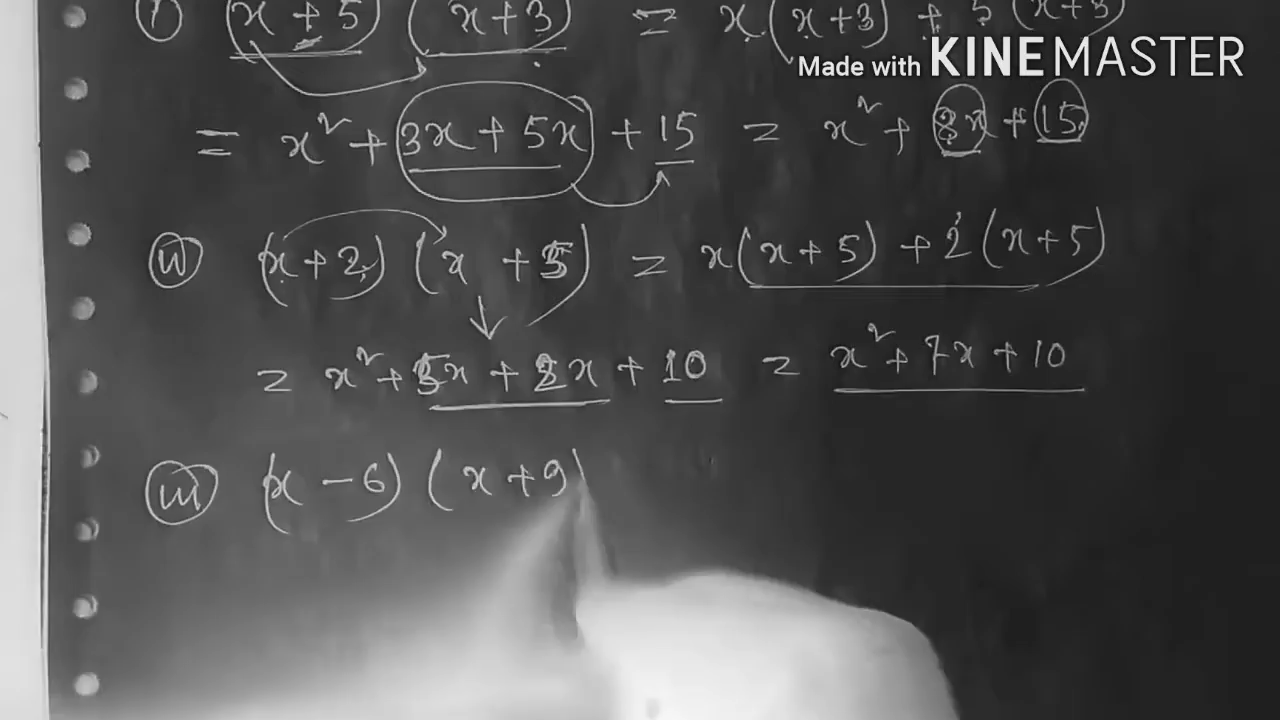 (i) (x + 5) (x + 3) = x (x + 3) + 5 (x + 3)
Made with KINEMASTER
= x² + 3x + 5x + 15 = x² + 8x + 15
(ii) (x + 2) (x + 5) = x (x + 5) + 2 (x + 5)
= x² + 5x + 2x + 10 = x² + 7x + 10
(iii) (x - 6) (x + 9)